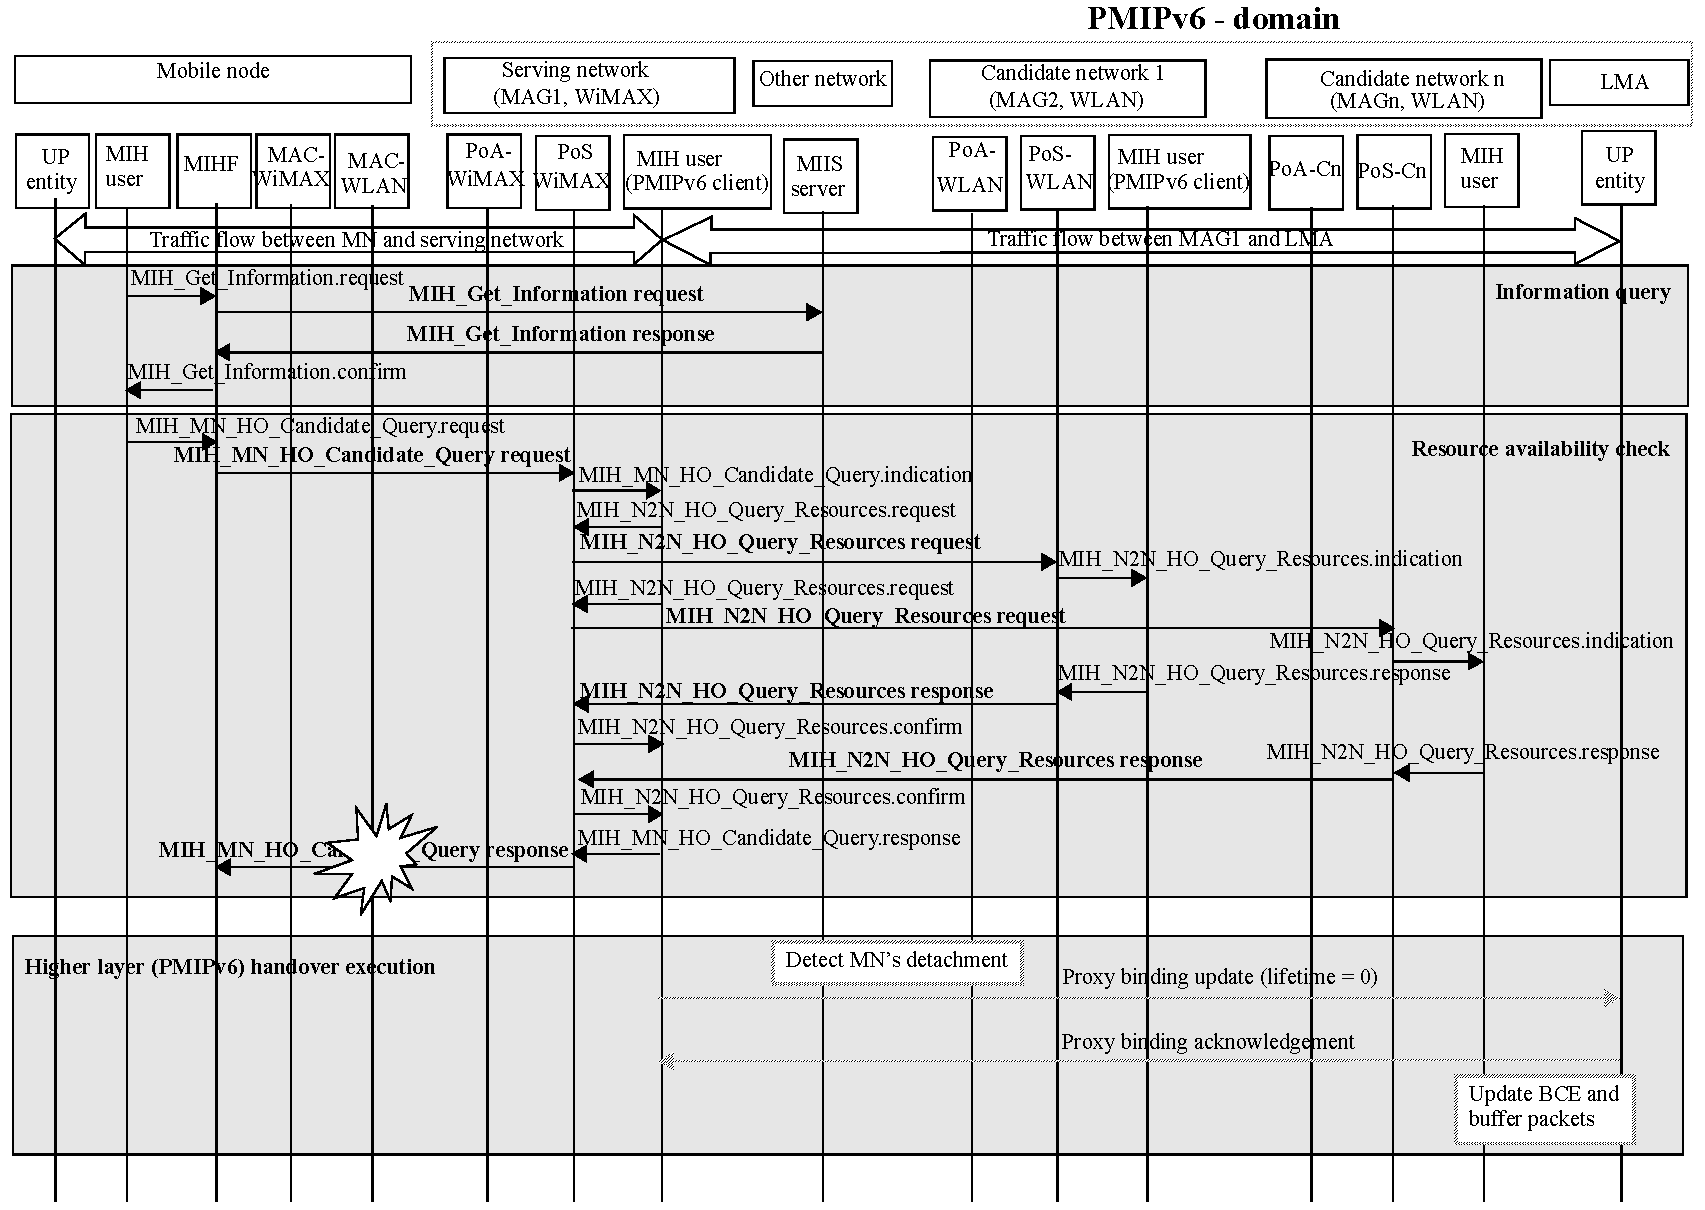 PMIPv6 - domain
Mobile node
Serving network
(MAG1, WiMAX)
Other network
Candidate network 1
(MAG2, WLAN)
Candidate network n
(MAGn, WLAN)
LMA
UP
entity
MIH
user
MIHF
MAC-
WiMAX
MAC-
WLAN
PoA-
WiMAX
PoS
WiMAX
MIH user
(PMIPv6 client)
MIIS
server
PoA-
WLAN
PoS-
WLAN
MIH user
(PMIPv6 client)
PoA-Cn
PoS-Cn
MIH
user
UP
entity
Traffic flow between MN and serving network
Traffic flow between MAG1 and LMA
MIH_Get_Information.request
MIH_Get_Information request
Information query
MIH_Get_Information response
MIH_Get_Information.confirm
MIH_MN_HO_Candidate_Query.request
MIH_MN_HO_Candidate_Query request
Resource availability check
MIH_MN_HO_Candidate_Query.indication
MIH_N2N_HO_Query_Resources.request
MIH_N2N_HO_Query_Resources request
MIH_N2N_HO_Query_Resources.indication
MIH_N2N_HO_Query_Resources.request
MIH_N2N_HO_Query_Resources request
MIH_N2N_HO_Query_Resources.indication
MIH_N2N_HO_Query_Resources.response
MIH_N2N_HO_Query_Resources response
MIH_N2N_HO_Query_Resources.confirm
MIH_N2N_HO_Query_Resources.response
MIH_N2N_HO_Query_Resources response
MIH_N2N_HO_Query_Resources.confirm
MIH_MN_HO_Candidate_Query.response
MIH_MN_HO_Ca _Query response
Higher layer (PMIPv6) handover execution
Detect MN's detachment
Proxy binding update (lifetime = 0)
Proxy binding acknowledgement
Update BCE and
buffer packets